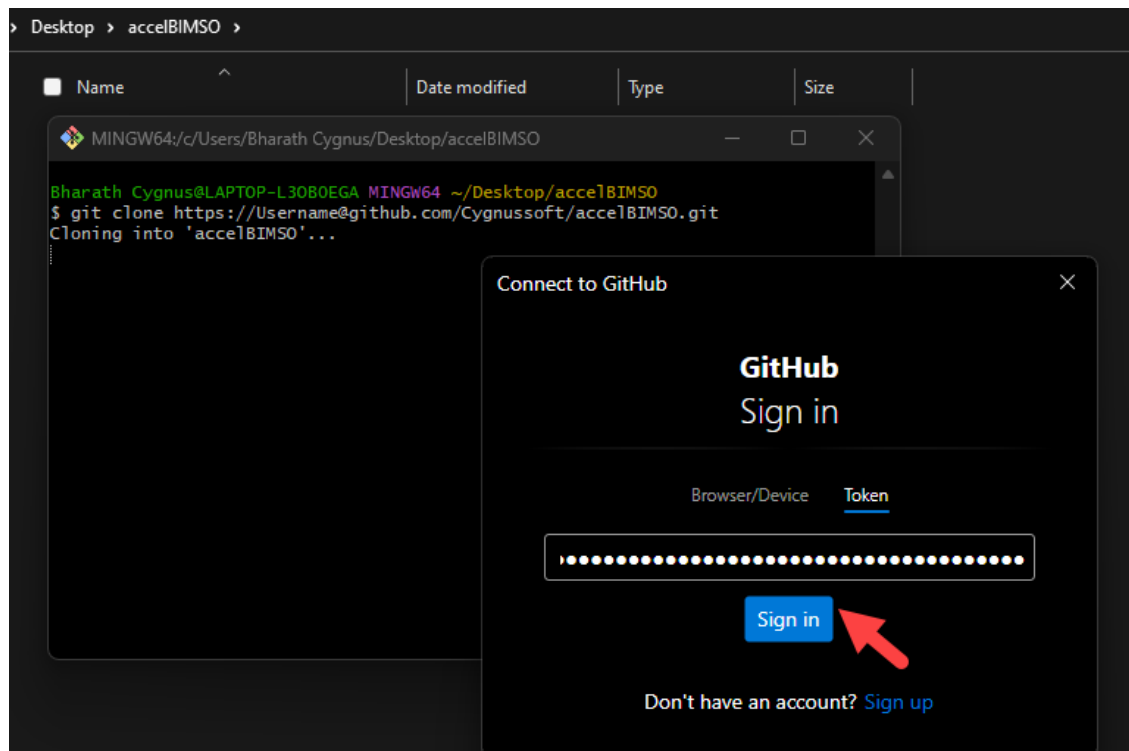 › Desktop › accelBIMSO ›
Name Date modified Type Size
MINGW64:/c/Users/Bharath Cygnus/Desktop/accelBIMSO
Bharath Cygnus@LAPTOP-L3OBOEGA MINGW64 ~/Desktop/accelBIMSO
$ git clone https://Username@github.com/Cygnussoft/accelBIMSO.git
Cloning into 'accelBIMSO'...
Connect to GitHub
GitHub
Sign in
Browser/Device Token
Sign in
Don't have an account? Sign up